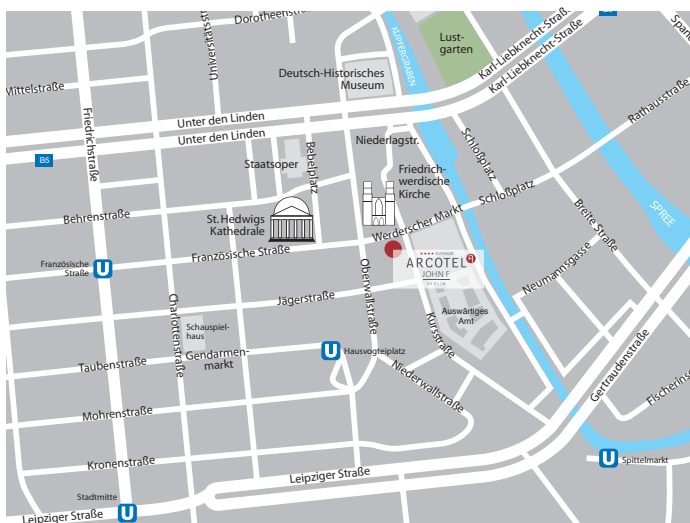 Dorotheenstraße
Universitätsstraße
Mittelstraße
Friedrichstraße
Deutsch-Historisches
Museum
KUPFERGRABEN
Lust-
garten
Karl-Liebknecht-Straße
Karl-Liebknecht-Straße
Rathausstraße
Unter den Linden
Unter den Linden
B5
Staatsoper
Bebelplatz
Niederlagstr.
Schloßplatz
Friedrich-
werdische
Kirche
Schloßplatz
SPREE
Behrenstraße
St. Hedwigs
Kathedrale
Werderscher Markt
Breite Straße
Französische
Straße
U
Französische Straße
ARCOTEL
JOHN F
BERLIN
Neumannsgasse
Oberwallstraße
Jägerstraße
Charlottenstraße
Auswärtiges
Amt
Kurstraße
Schauspiel-
haus
Gendarmen-
markt
Taubenstraße
U
Hausvogteiplatz
Niederwallstraße
Gertraudenstraße
Mohrenstraße
Kronenstraße
U
Spittelmarkt
Leipziger Straße
Stadtmitte
U
Leipziger Straße